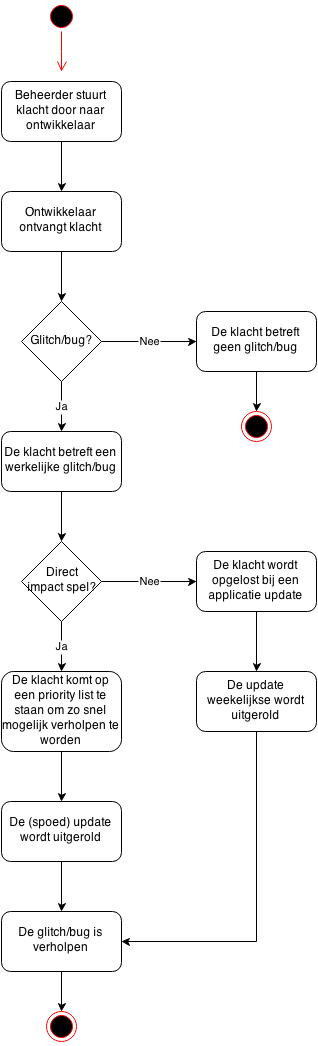 Beheerder stuurt
klacht door naar
ontwikkelaar
Ontwikkelaar
ontvangt klacht
Glitch/bug?
Nee
De klacht betreft
geen glitch/bug
Ja
De klacht betreft een
werkelijke glitch/bug
Direct
impact spel?
Nee
De klacht wordt
opgelost bij een
applicatie update
Ja
De klacht komt op
een priority list te
staan om zo snel
mogelijk verholpen te
worden
De update
weekelijkse wordt
uitgerold
De (spoed) update
wordt uitgerold
De glitch/bug is
verholpen